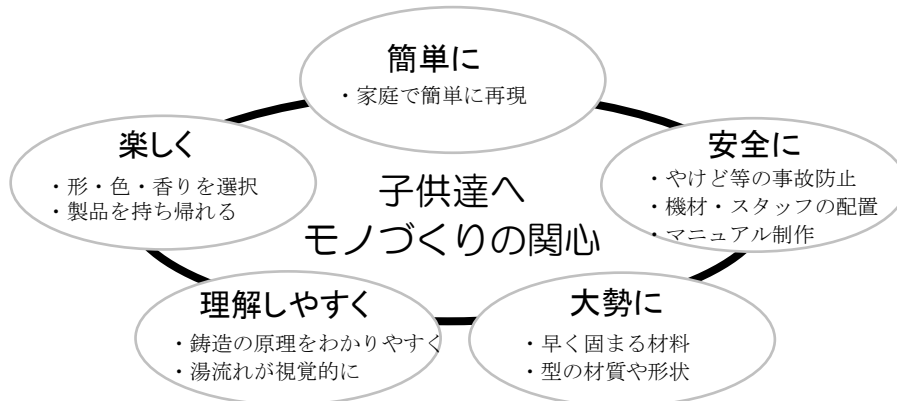 簡単に
・家庭で簡単に再現
楽しく
・形・色・香りを選択
・製品を持ち帰れる
安全に
・やけど等の事故防止
・機材・スタッフの配置
・マニュアル制作
子供達へ
モノづくりの関心
理解しやすく
・鋳造の原理をわかりやすく
・湯流れが視覚的に
大勢に
・早く固まる材料
・型の材質や形状